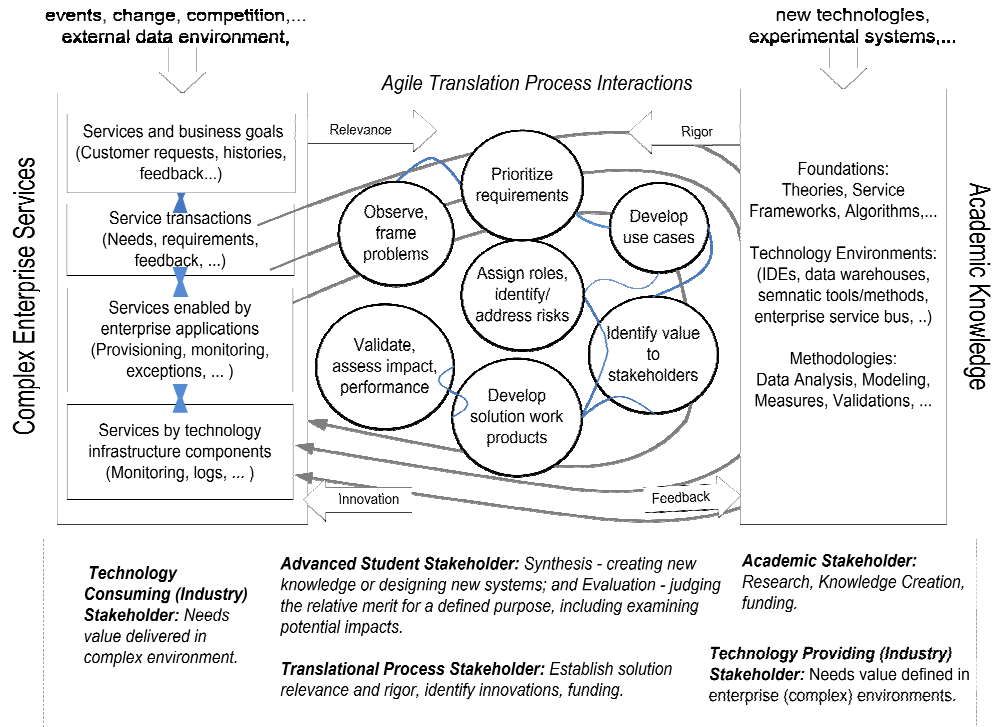 events, change, competition,...
external data environment,
new technologies,
experimental systems,...
Agile Translation Process Interactions
Complex Enterprise Services
Services and business goals
(Customer requests, histories,
feedback...)
Service transactions
(Needs, requirements,
feedback, ...)
Services enabled by
enterprise applications
(Provisioning, monitoring,
exceptions, ... )
Services by technology
infrastructure components
(Monitoring, logs, ... )
Relevance
Rigor
Prioritize
requirements
Observe,
frame
problems
Develop
use cases
Assign roles,
identify/
address risks
Validate,
assess impact,
performance
Identify value
to
stakeholders
Develop
solution work
products
Innovation
Feedback
Foundations:
Theories, Service
Frameworks, Algorithms,...
Technology Environments:
(IDEs, data warehouses,
semnatic tools/methods,
enterprise service bus, ..)
Methodologies:
Data Analysis, Modeling,
Measures, Validations, ...
Academic Knowledge
Technology
Consuming (Industry)
Stakeholder: Needs
value delivered in
complex environment.
Advanced Student Stakeholder: Synthesis - creating new
knowledge or designing new systems; and Evaluation - judging
the relative merit for a defined purpose, including examining
potential impacts.
Translational Process Stakeholder: Establish solution
relevance and rigor, identify innovations, funding.
Academic Stakeholder:
Research, Knowledge Creation,
funding.
Technology Providing (Industry)
Stakeholder: Needs value defined in
enterprise (complex) environments.